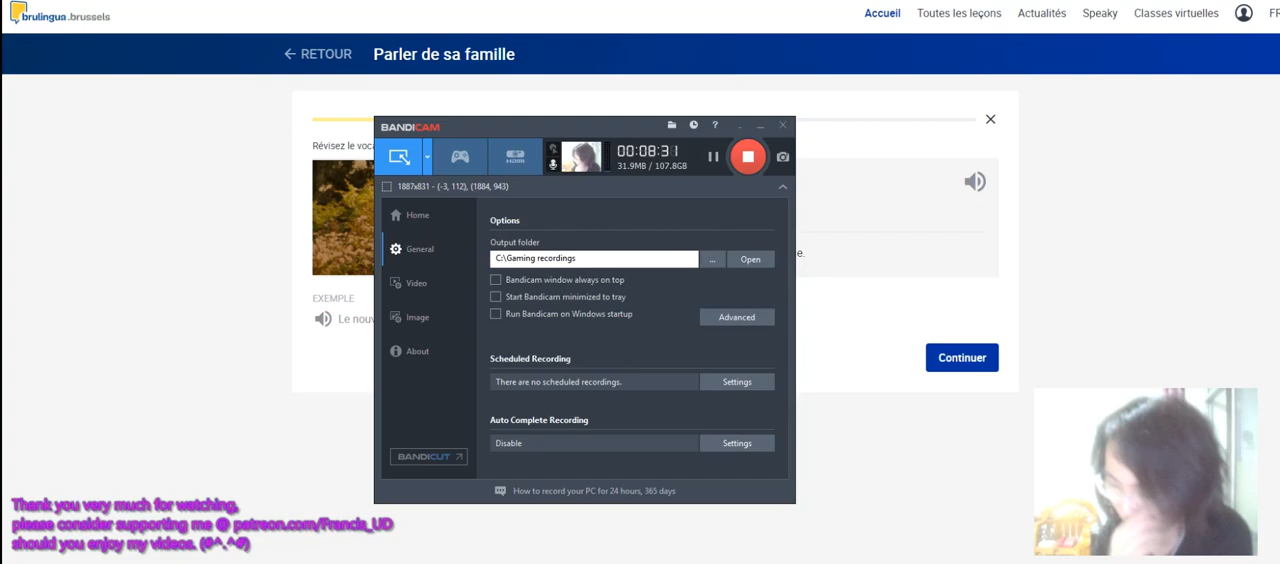 brulingua.brussels
Accueil Toutes les leçons Actualités Speaky Classes virtuelles FR
← RETOUR Parler de sa famille
Révisez le voca
e.
EXEMPLE
Le nouv
Continuer
BANDICAM
?
HDMI
00:08:31
31.9MB / 107.8GB
1887x831 - (-3, 112), (1884, 943)
Home
General
Video
Image
About
BANDICUT
Options
Output folder
C:\Gaming recordings ... Open
Bandicam window always on top
Start Bandicam minimized to tray
Run Bandicam on Windows startup
Advanced
Scheduled Recording
There are no scheduled recordings. Settings
Auto Complete Recording
Disable Settings
How to record your PC for 24 hours, 365 days
Thank you very much for watching,
please consider supporting me @ patreon.com/Francis_UD
should you enjoy my videos. (#^.^#)